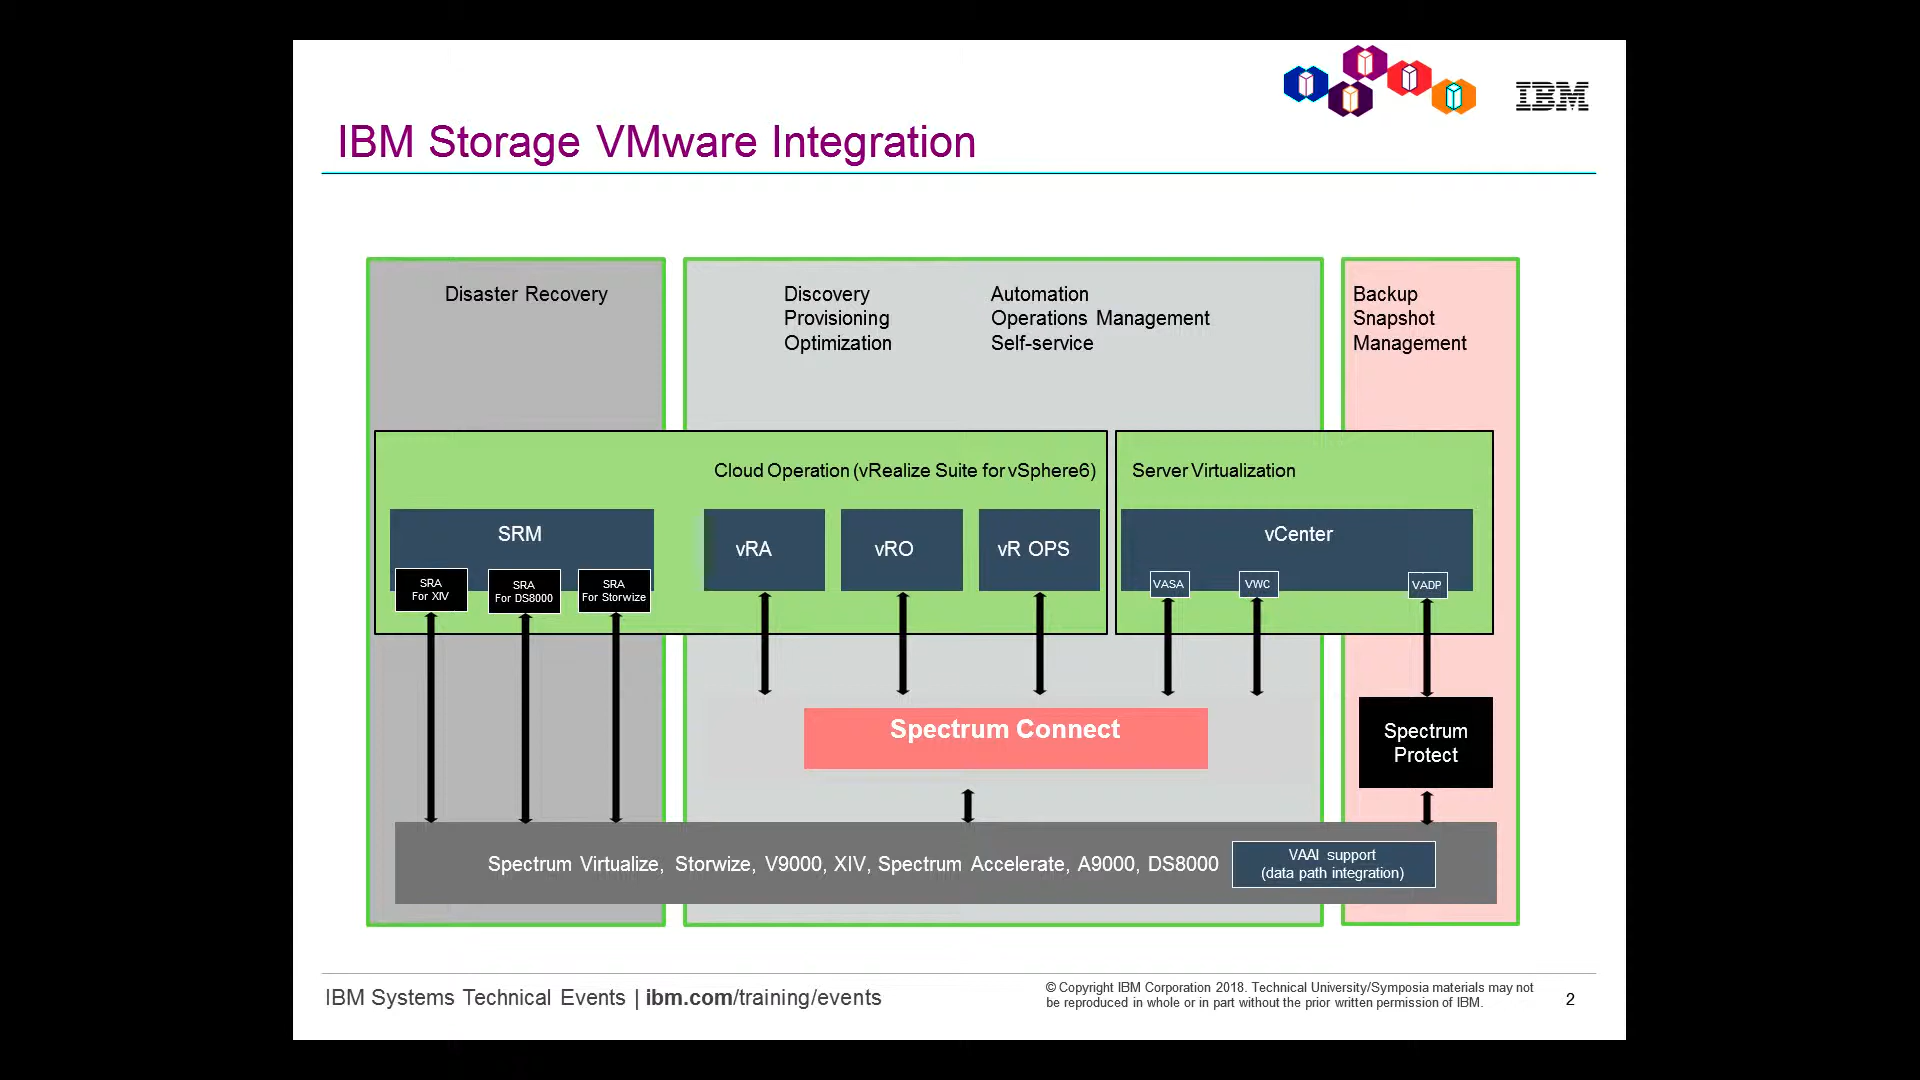 IBM
IBM Storage VMware Integration
Disaster Recovery
Discovery
Provisioning
Optimization
Automation
Operations Management
Self-service
Backup
Snapshot
Management
Cloud Operation (vRealize Suite for vSphere6)
Server Virtualization
SRM
SRA
For XIV
SRA
For DS8000
SRA
For Storwize
vRA
vRO
vR OPS
vCenter
VASA
VWC
VADP
Spectrum Connect
Spectrum
Protect
Spectrum Virtualize, Storwize, V9000, XIV, Spectrum Accelerate, A9000, DS8000
VAAI support
(data path integration)
IBM Systems Technical Events | ibm.com/training/events
© Copyright IBM Corporation 2018. Technical University/Symposia materials may not
be reproduced in whole or in part without the prior written permission of IBM.
2